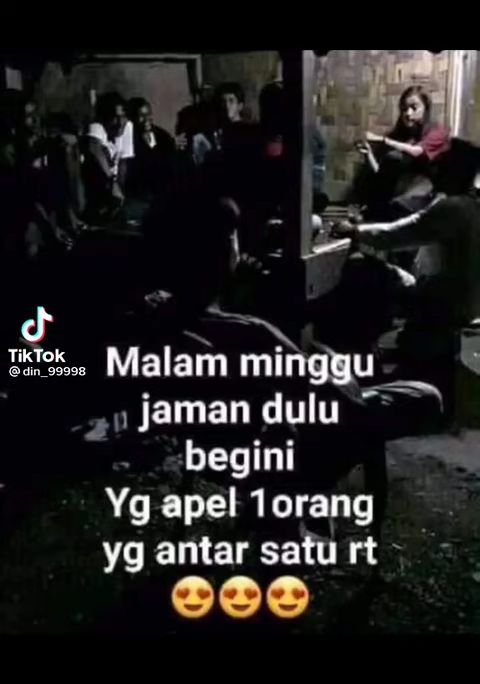 TikTok
@din_99998
Malam minggu
jaman dulu
begini
Yg apel 1orang
yg antar satu rt
😍😍😍